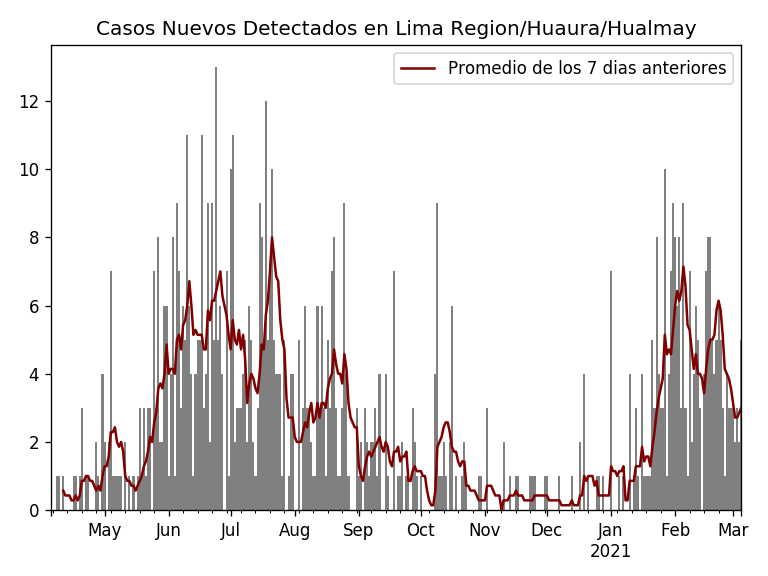 Casos Nuevos Detectados en Lima Region/Huaura/Hualmay
Promedio de los 7 dias anteriores
12
10
8
6
4
2
0
May Jun Jul Aug Sep Oct Nov Dec Jan Feb Mar
2021